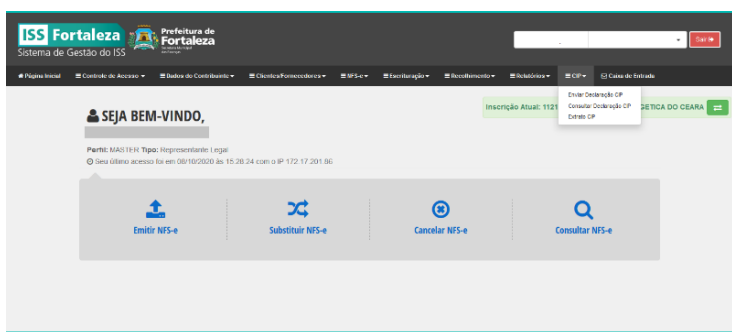 ISS Fortaleza
Sistema de Gestão do ISS
Prefeitura de
Fortaleza
Sair
Página Inicial
Controle de Acesso
Dados do Contribuinte
Clientes/Fornecedores
NFS-e
Escrituração
Recolhimento
Relatórios
CIP
Caixa de Entrada
Enviar Declaração CIP
Consultar Declaração CIP
Extrato CIP
Inscrição Atual: 1121
GETICA DO CEARA
SEJA BEM-VINDO,
Perfil: MASTER Tipo: Representante Legal
Seu último acesso foi em 08/10/2020 às 15:28:24 com o IP 172.17.201.86
Emitir NFS-e
Substituir NFS-e
Cancelar NFS-e
Consultar NFS-e